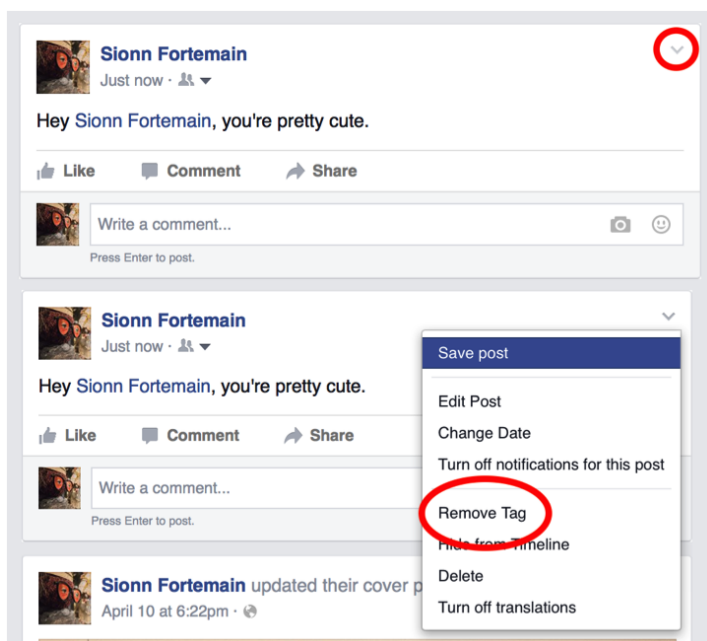 Sionn Fortemain
Just now ·
Hey Sionn Fortemain, you're pretty cute.
Like Comment Share
Write a comment...
Press Enter to post.
Sionn Fortemain
Just now ·
Hey Sionn Fortemain, you're pretty cute.
Like Comment Share
Write a comment...
Press Enter to post.
Save post
Edit Post
Change Date
Turn off notifications for this post
Remove Tag
Hide from Timeline
Delete
Turn off translations
Sionn Fortemain updated their cover p
April 10 at 6:22pm ·